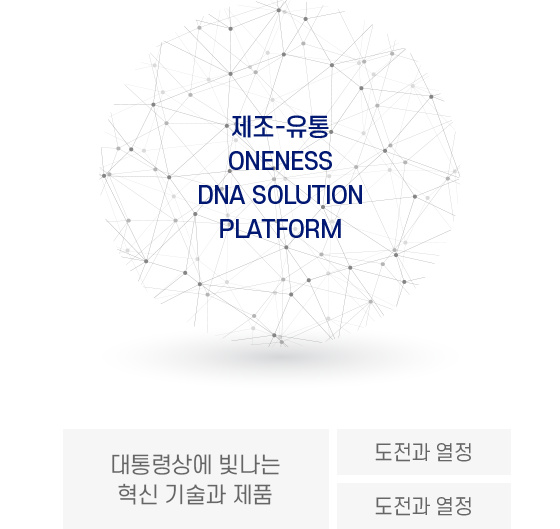 제조-유통
ONENESS
DNA SOLUTION
PLATFORM
대통령상에 빛나는
혁신 기술과 제품
도전과 열정
도전과 열정